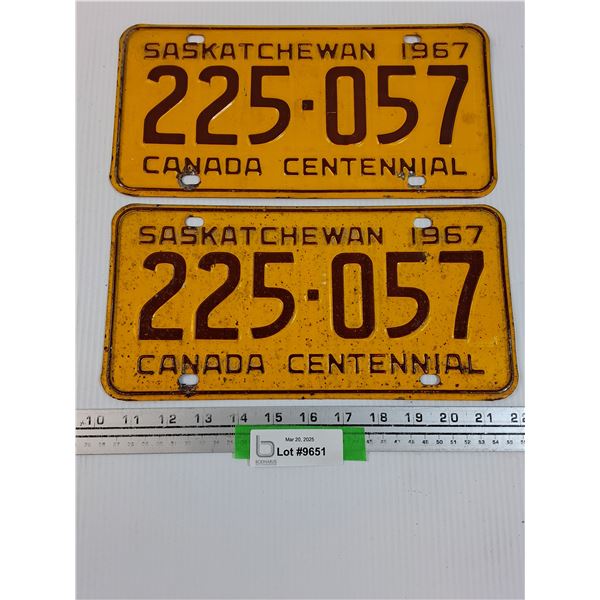 SASKATCHEWAN 1967
225·057
CANADA CENTENNIAL
SASKATCHEWAN 1967
225·057
CANADA CENTENNIAL
10 11 12 13 14 15 16 17 18 19 20 21 22
Mar 20, 2025
Lot #9651
BODNARUS